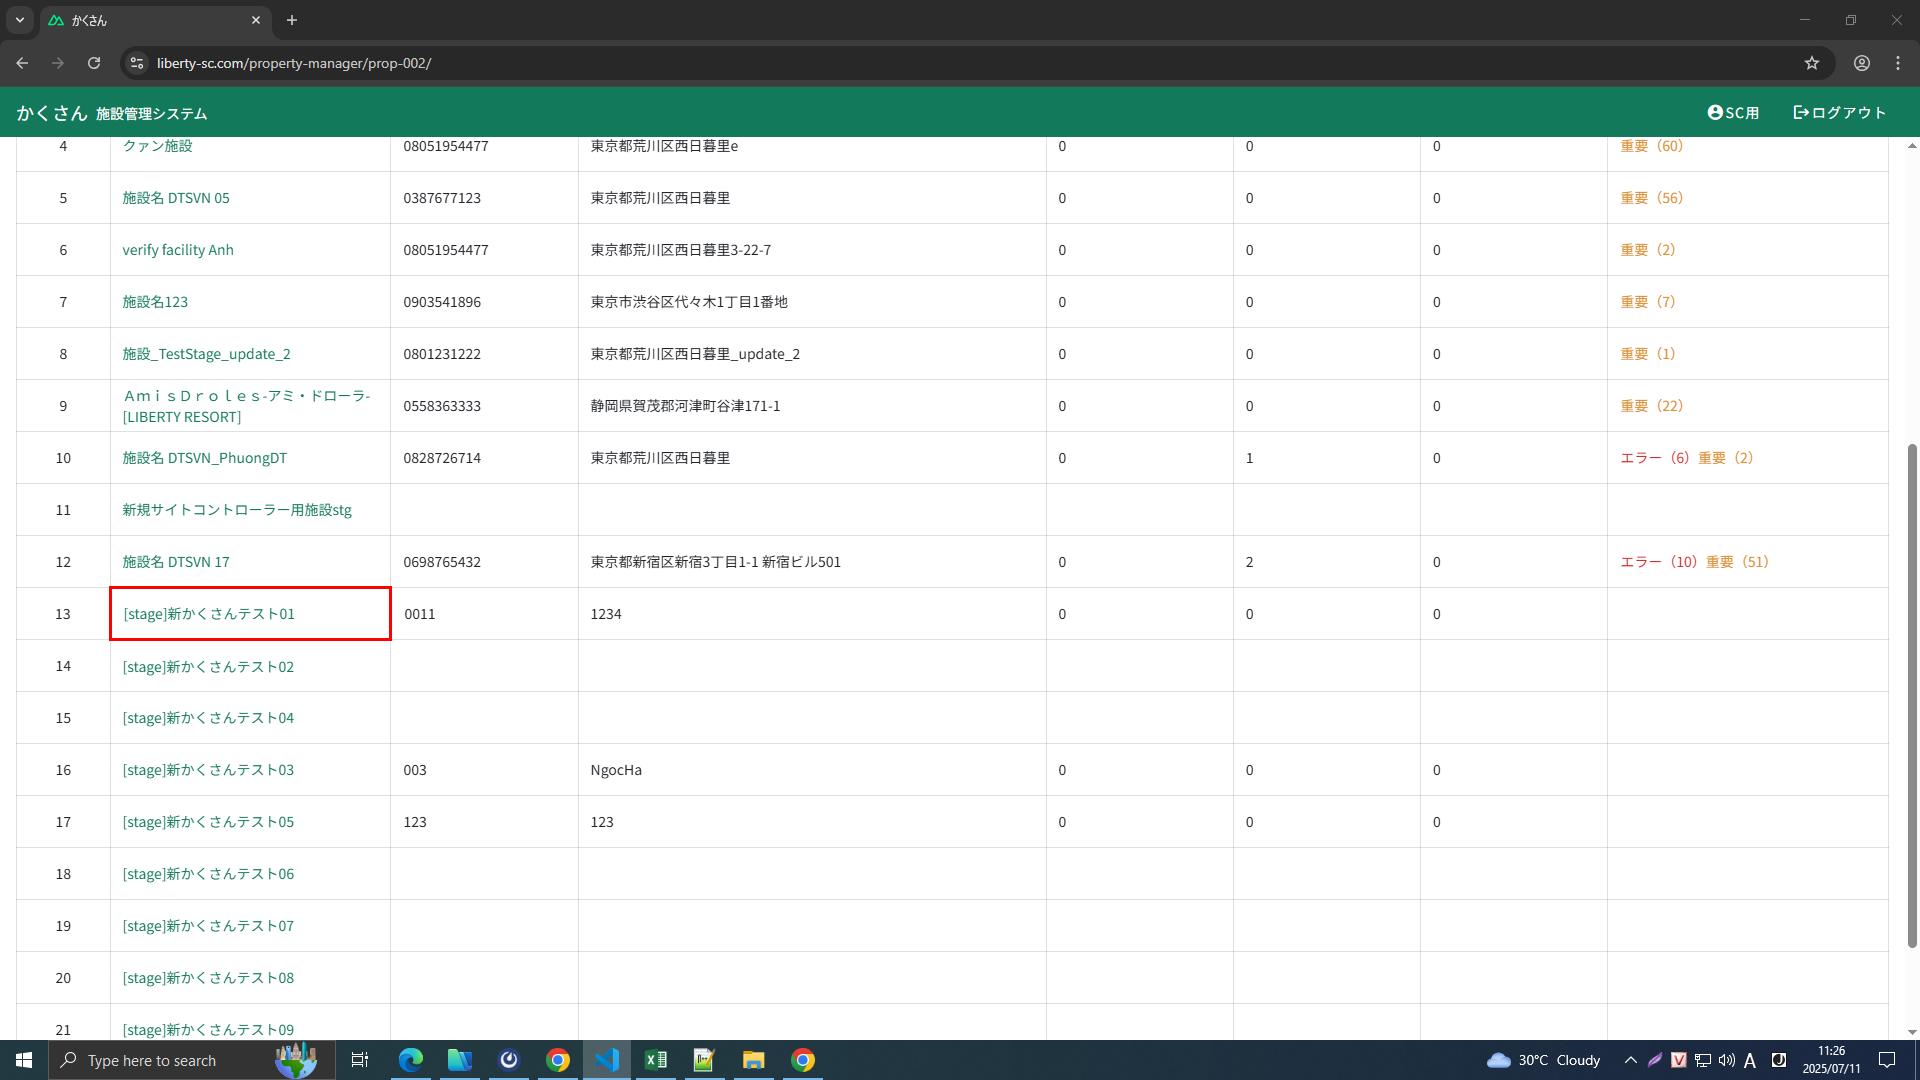 かくさん
liberty-sc.com/property-manager/prop-002/
かくさん 施設管理システム SC用 ログアウト
4 クァン施設 08051954477 東京都荒川区西日暮里e 0 0 0 重要（60）
5 施設名 DTSVN 05 0387677123 東京都荒川区西日暮里 0 0 0 重要（56）
6 verify facility Anh 08051954477 東京都荒川区西日暮里3-22-7 0 0 0 重要（2）
7 施設名123 0903541896 東京市渋谷区代々木1丁目1番地 0 0 0 重要（7）
8 施設_TestStage_update_2 0801231222 東京都荒川区西日暮里_update_2 0 0 0 重要（1）
9 ＡｍｉｓＤｒｏｌｅｓ-アミ・ドローラ-
[LIBERTY RESORT] 0558363333 静岡県賀茂郡河津町谷津171-1 0 0 0 重要（22）
10 施設名 DTSVN_PhuongDT 0828726714 東京都荒川区西日暮里 0 1 0 エラー（6）重要（2）
11 新規サイトコントローラー用施設stg
12 施設名 DTSVN 17 0698765432 東京都新宿区新宿3丁目1-1 新宿ビル501 0 2 0 エラー（10）重要（51）
13 [stage]新かくさんテスト01 0011 1234 0 0 0
14 [stage]新かくさんテスト02
15 [stage]新かくさんテスト04
16 [stage]新かくさんテスト03 003 NgocHa 0 0 0
17 [stage]新かくさんテスト05 123 123 0 0 0
18 [stage]新かくさんテスト06
19 [stage]新かくさんテスト07
20 [stage]新かくさんテスト08
21 [stage]新かくさんテスト09
Type here to search 30°C Cloudy A 11:26
2025/07/11